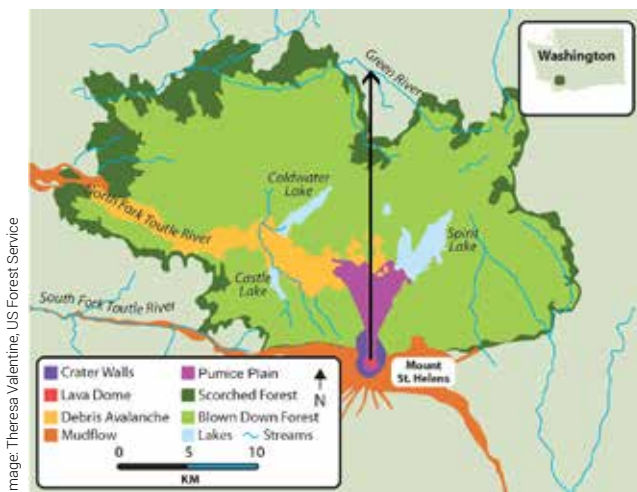 mage: Theresa Valentine, US Forest Service
Washington
Green River
Coldwater
Lake
North Fork Toutle River
Spirit
Lake
Castle
Lake
South Fork Toutle River
Mount
St. Helens
Crater Walls
Lava Dome
Debris Avalanche
Mudflow
Pumice Plain
Scorched Forest
Blown Down Forest
Lakes
Streams
N
0 5 10
KM